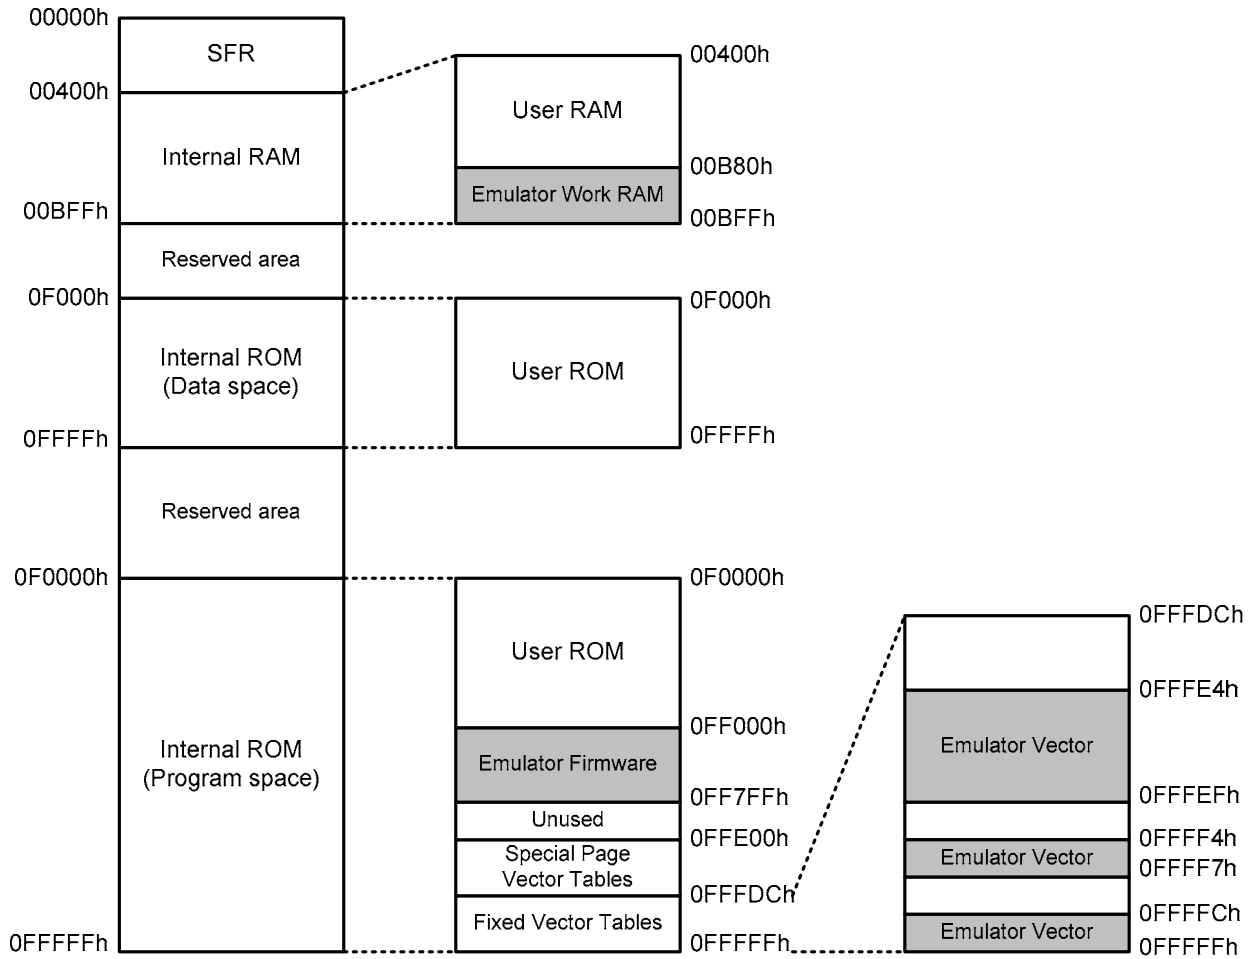 00000h
SFR
00400h
Internal RAM
00BFFh
Reserved area
0F000h
Internal ROM
(Data space)
0FFFFh
Reserved area
0F0000h
Internal ROM
(Program space)
0FFFFFh
00400h
User RAM
00B80h
Emulator Work RAM
00BFFh
0F000h
User ROM
0FFFFh
0F0000h
User ROM
0FF000h
Emulator Firmware
0FF7FFh
Unused
0FFE00h
Special Page
Vector Tables
0FFFDCh
Fixed Vector Tables
0FFFFFh
0FFFDCh
0FFFE4h
Emulator Vector
0FFFEFh
0FFFF4h
Emulator Vector
0FFFF7h
0FFFFCh
Emulator Vector
0FFFFFh